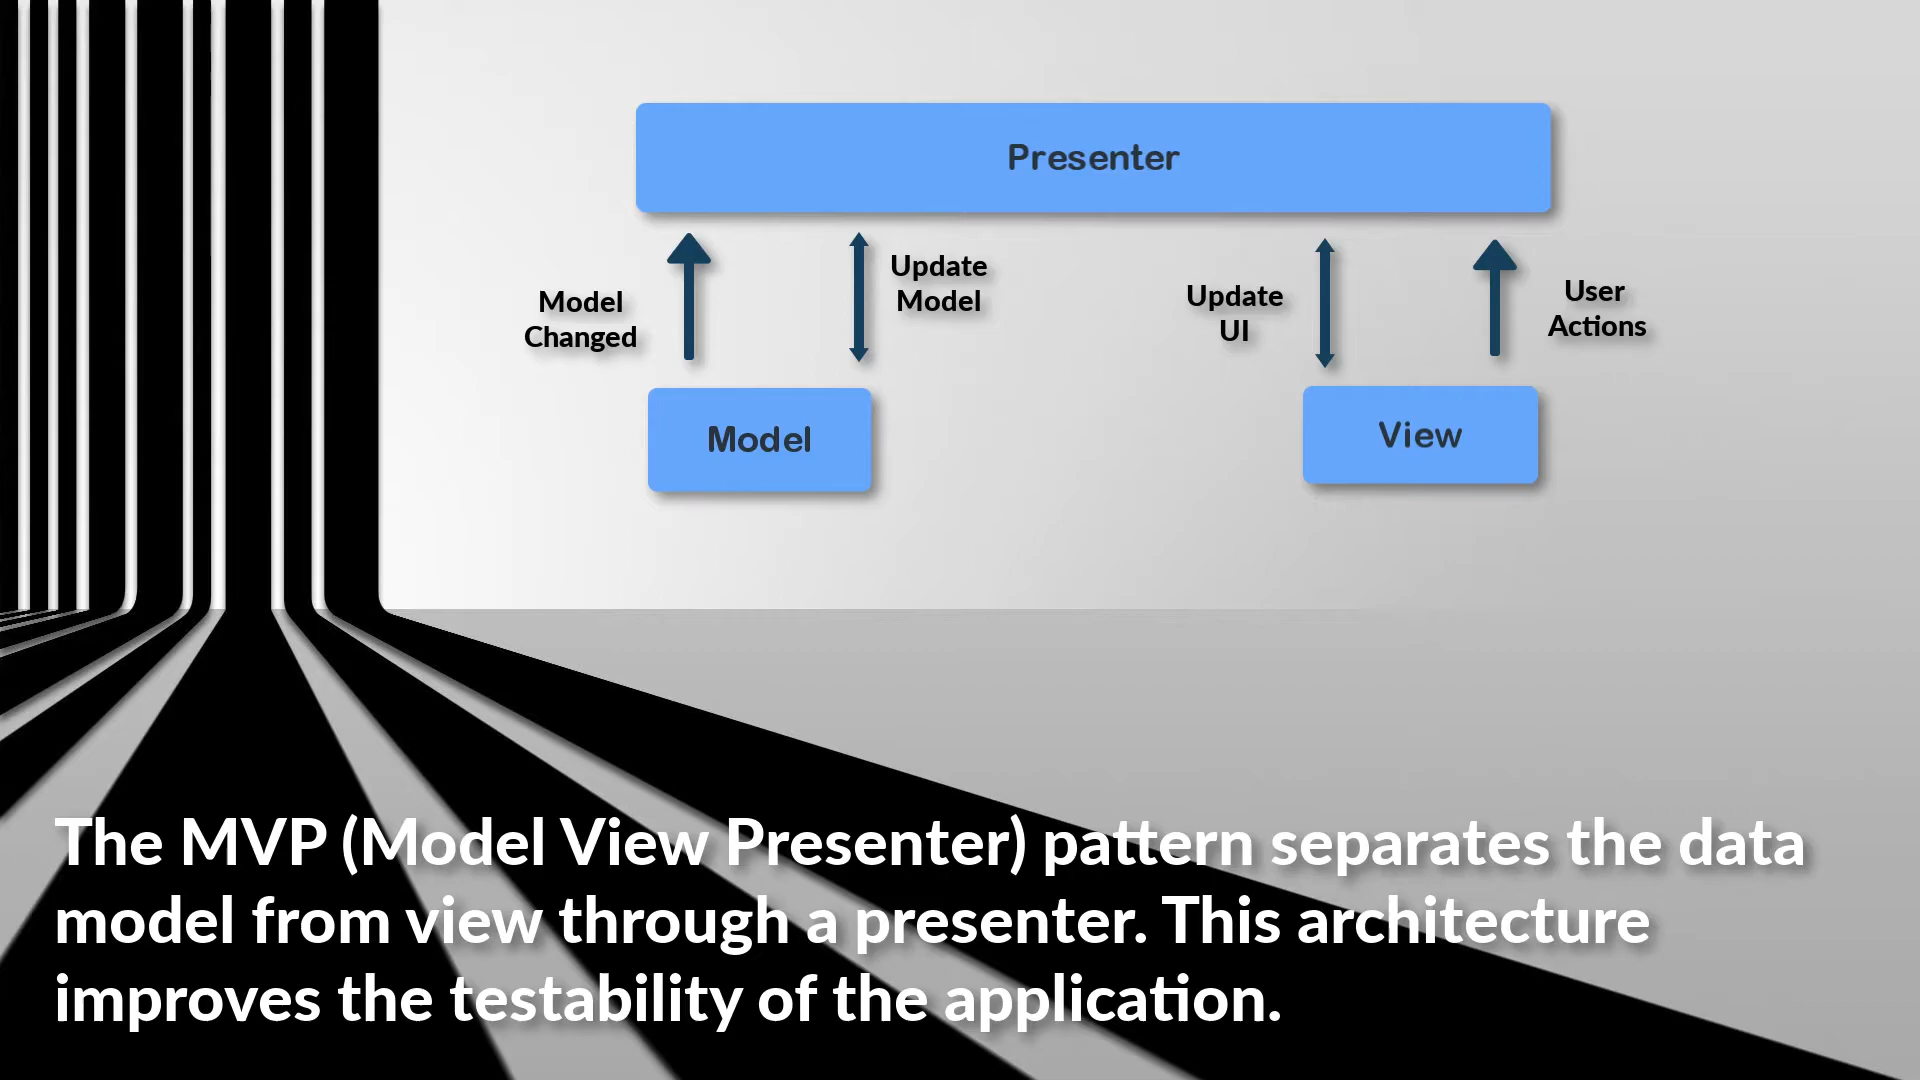 Presenter
Model
Changed
Update
Model
Update
UI
User
Actions
Model
View
The MVP (Model View Presenter) pattern separates the data
model from view through a presenter. This architecture
improves the testability of the application.